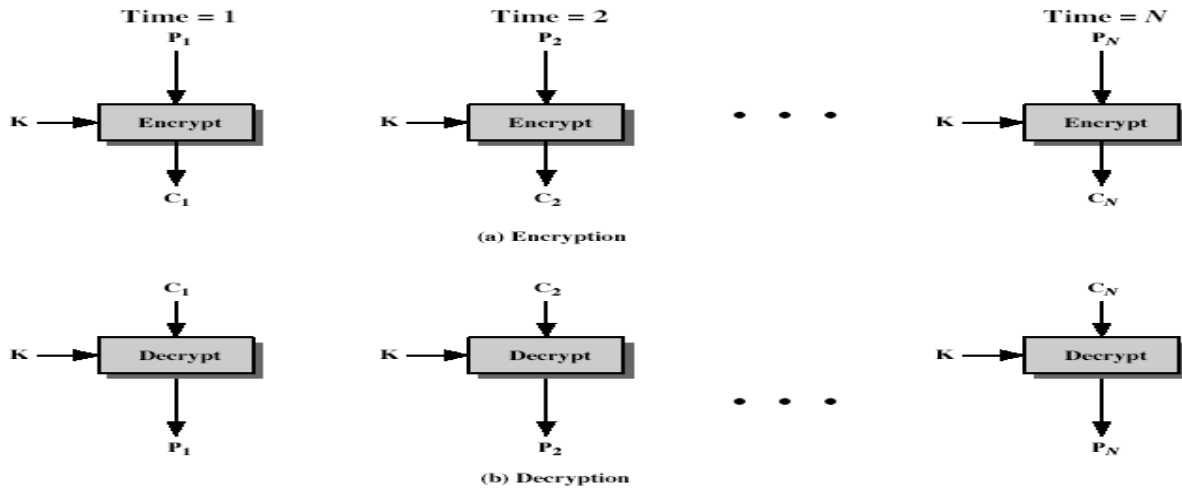 Time = 1 Time = 2 Time = N
P1 P2 PN
K Encrypt K Encrypt K Encrypt
C1 C2 CN
(a) Encryption
C1 C2 CN
K Decrypt K Decrypt K Decrypt
P1 P2 PN
(b) Decryption